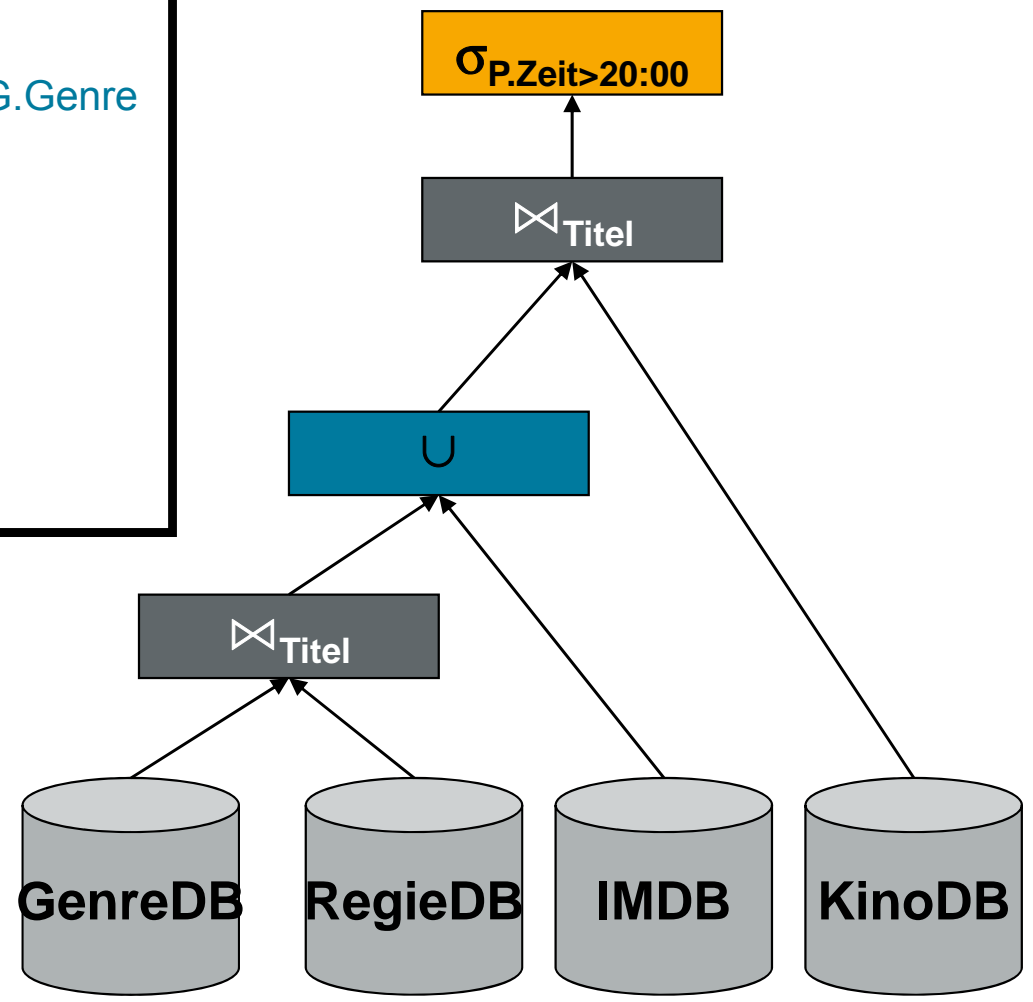 σP.Zeit>20:00
G.Genre
⋈Titel
∪
⋈Titel
GenreDB RegieDB IMDB KinoDB